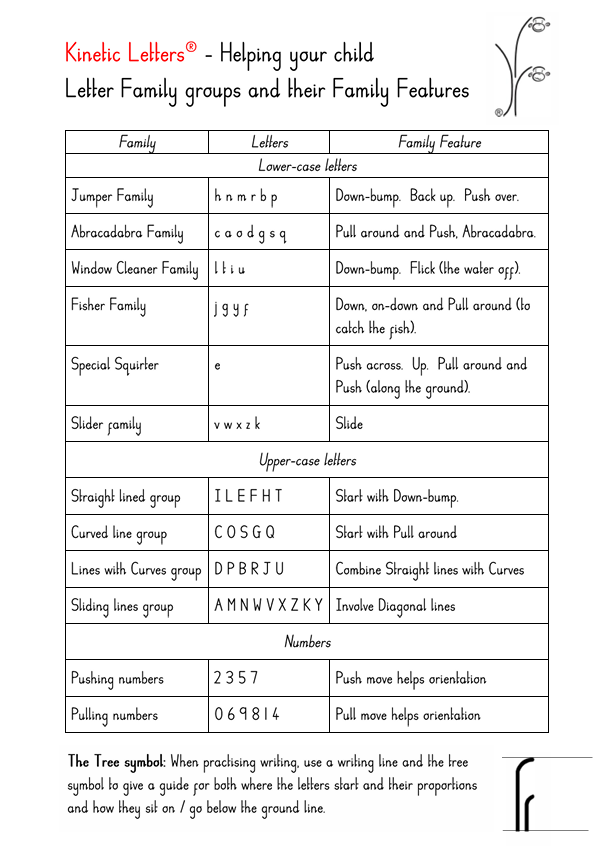 Kinetic Letters® - Helping your child
Letter Family groups and their Family Features
®
Family Letters Family Feature
Lower-case letters
Jumper Family h n m r b p Down-bump. Back up. Push over.
Abracadabra Family c a o d g s q Pull around and Push, Abracadabra.
Window Cleaner Family l t i u Down-bump. Flick (the water off).
Fisher Family j g y f Down, on-down and Pull around (to
catch the fish).
Special Squirter e Push across. Up. Pull around and
Push (along the ground).
Slider family v w x z k Slide
Upper-case letters
Straight lined group I L E F H T Start with Down-bump.
Curved line group C O S G Q Start with Pull around
Lines with Curves group D P B R J U Combine Straight lines with Curves
Sliding lines group A M N W V X Z K Y Involve Diagonal lines
Numbers
Pushing numbers 2 3 5 7 Push move helps orientation
Pulling numbers 0 6 9 8 1 4 Pull move helps orientation
The Tree symbol: When practising writing, use a writing line and the tree
symbol to give a guide for both where the letters start and their proportions
and how they sit on / go below the ground line.